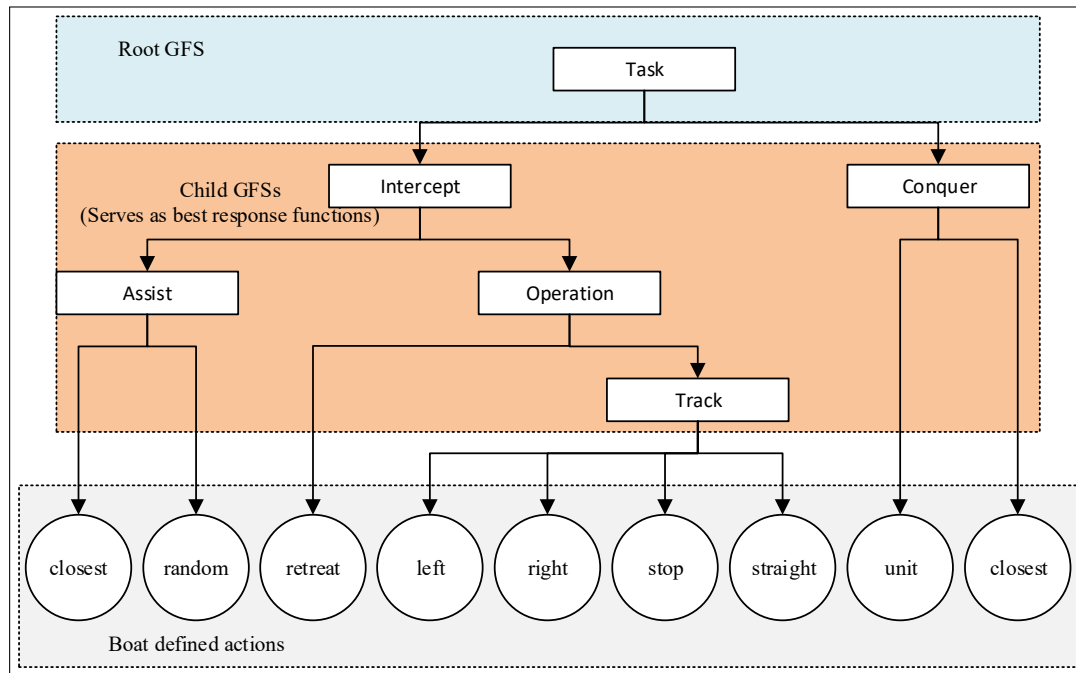 Root GFS
Task
Intercept
Conquer
Child GFSs
(Serves as best response functions)
Assist
Operation
Track
closest
random
retreat
left
right
stop
straight
unit
closest
Boat defined actions